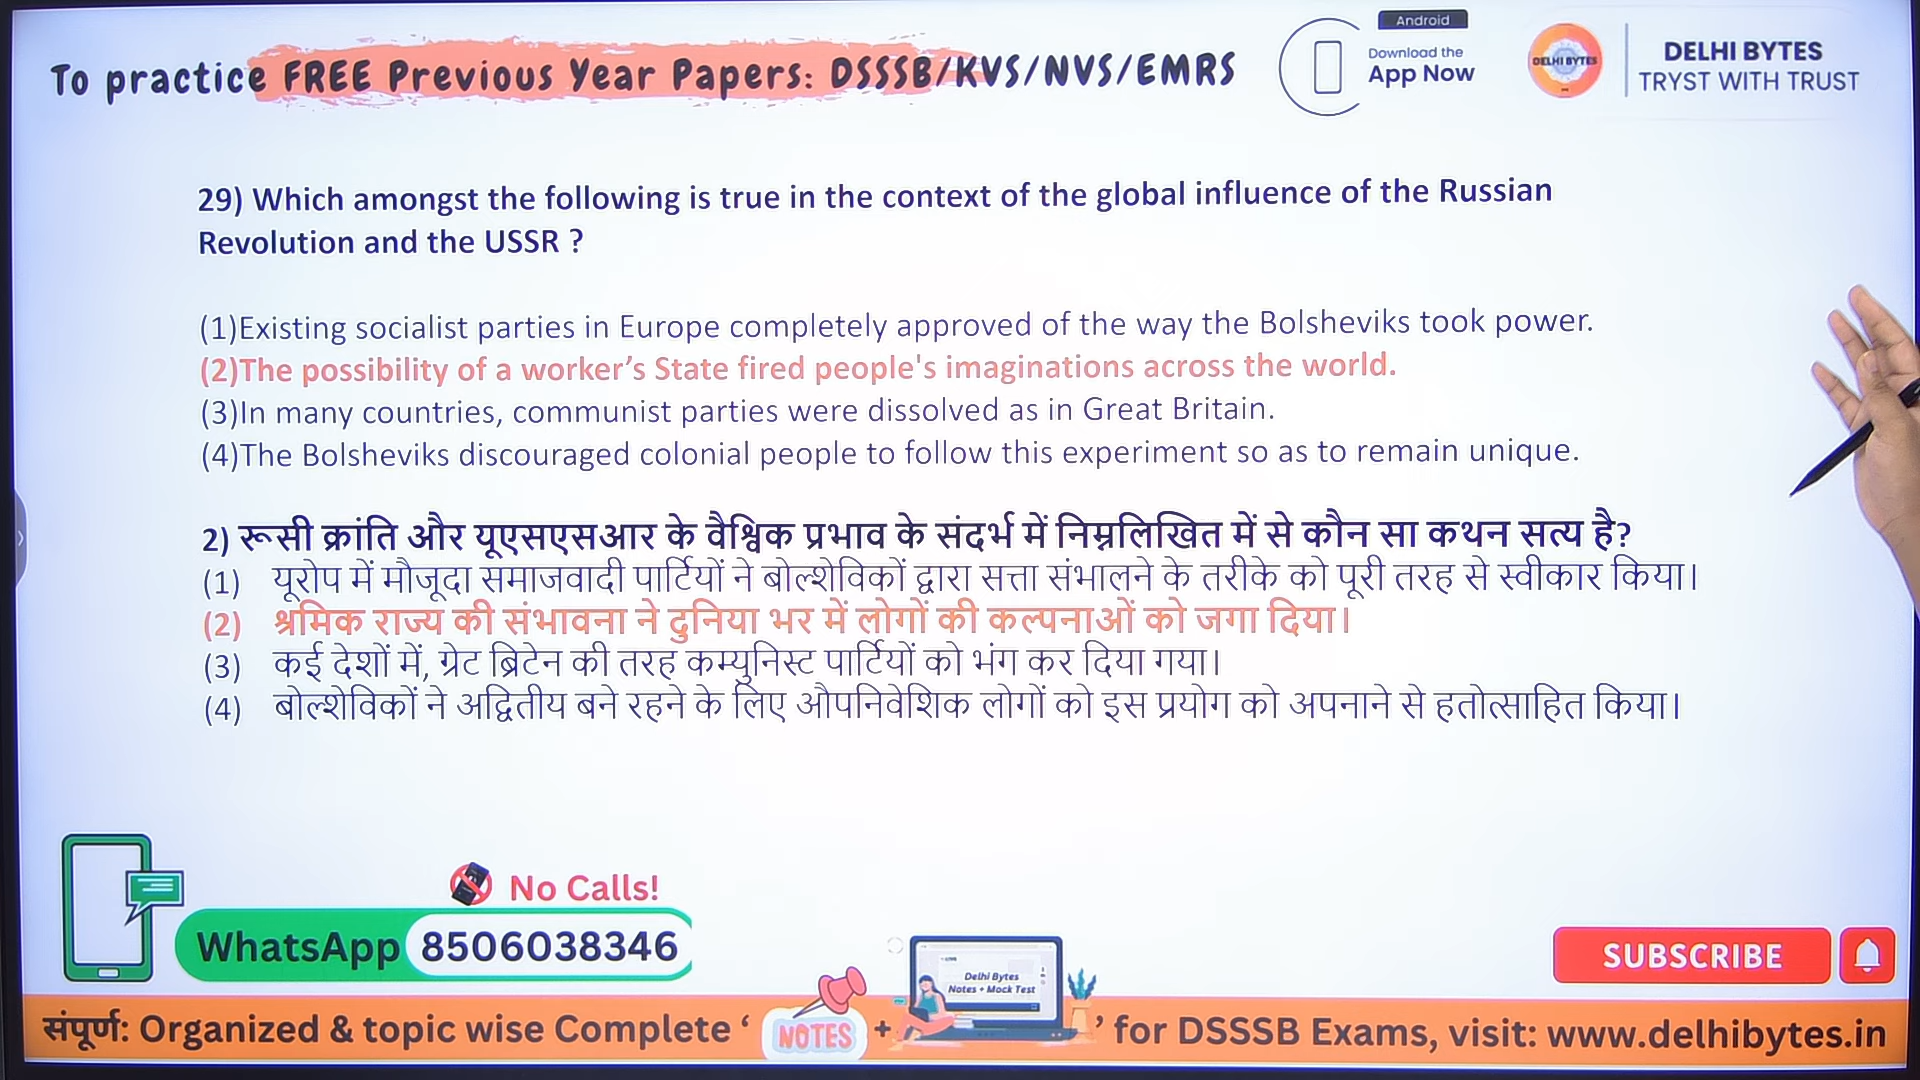 To practice FREE Previous Year Papers: DSSSB/KVS/NVS/EMRS
Android
Download the
App Now
DELHI BYTES
DELHI BYTES
TRYST WITH TRUST
29) Which amongst the following is true in the context of the global influence of the Russian
Revolution and the USSR ?
(1)Existing socialist parties in Europe completely approved of the way the Bolsheviks took power.
(2)The possibility of a worker’s State fired people's imaginations across the world.
(3)In many countries, communist parties were dissolved as in Great Britain.
(4)The Bolsheviks discouraged colonial people to follow this experiment so as to remain unique.
2) रूसी क्रांति और यूएसएसआर के वैश्विक प्रभाव के संदर्भ में निम्नलिखित में से कौन सा कथन सत्य है?
(1) यूरोप में मौजूदा समाजवादी पार्टियों ने बोल्शेविकों द्वारा सत्ता संभालने के तरीके को पूरी तरह से स्वीकार किया।
(2) श्रमिक राज्य की संभावना ने दुनिया भर में लोगों की कल्पनाओं को जगा दिया।
(3) कई देशों में, ग्रेट ब्रिटेन की तरह कम्युनिस्ट पार्टियों को भंग कर दिया गया।
(4) बोल्शेविकों ने अद्वितीय बने रहने के लिए औपनिवेशिक लोगों को इस प्रयोग को अपनाने से हतोत्साहित किया।
No Calls!
WhatsApp 8506038346
SUBSCRIBE
Delhi Bytes
Notes + Mock Test
संपूर्ण: Organized & topic wise Complete ‘ NOTES + ’ for DSSSB Exams, visit: www.delhibytes.in